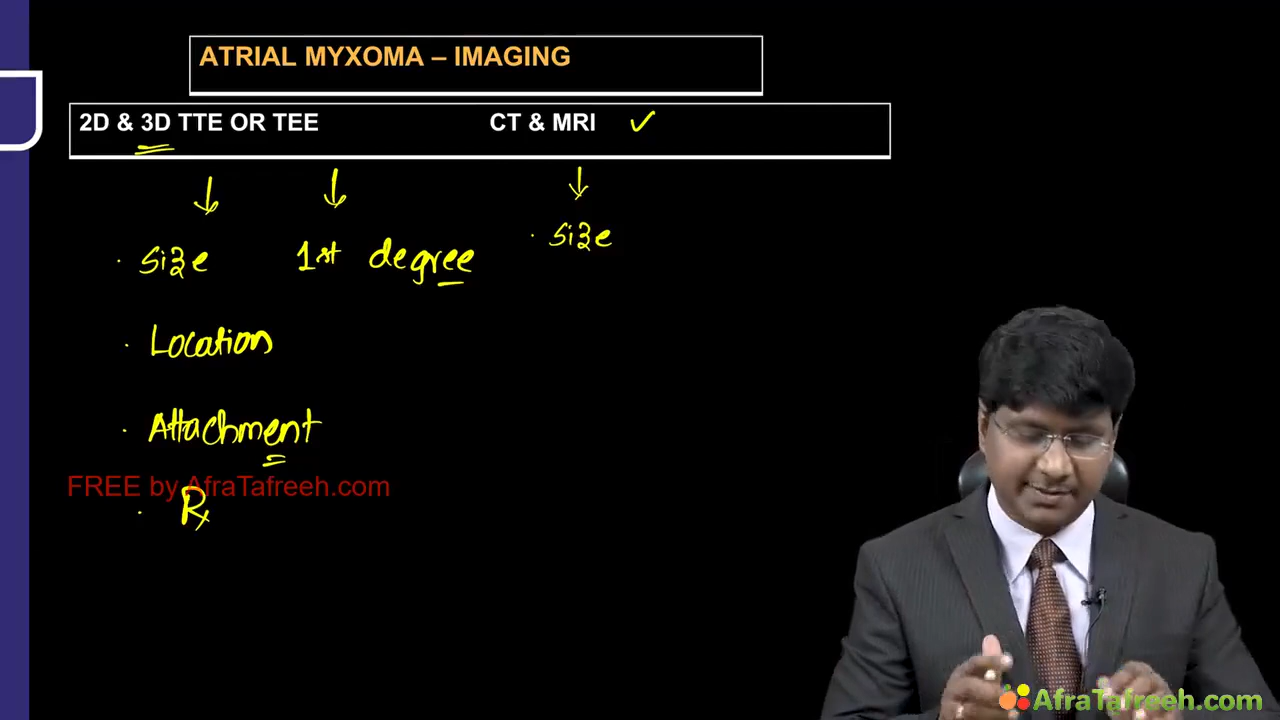 ATRIAL MYXOMA – IMAGING
2D & 3D TTE OR TEE CT & MRI ✓
Size 1st degree Size
Location
Attachment
FREE by AfraTafreeh.com
Rx
AfraTafreeh.com